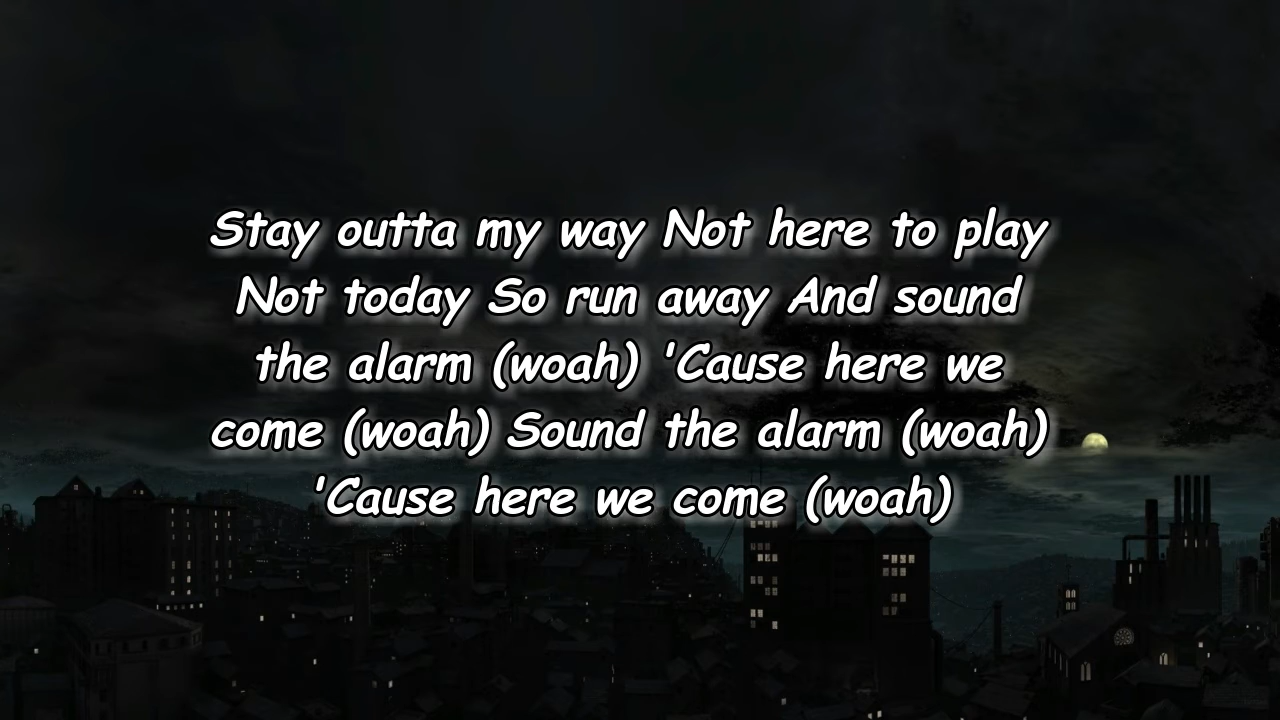 Stay outta my way Not here to play
Not today So run away And sound
the alarm (woah) 'Cause here we
come (woah) Sound the alarm (woah)
'Cause here we come (woah)